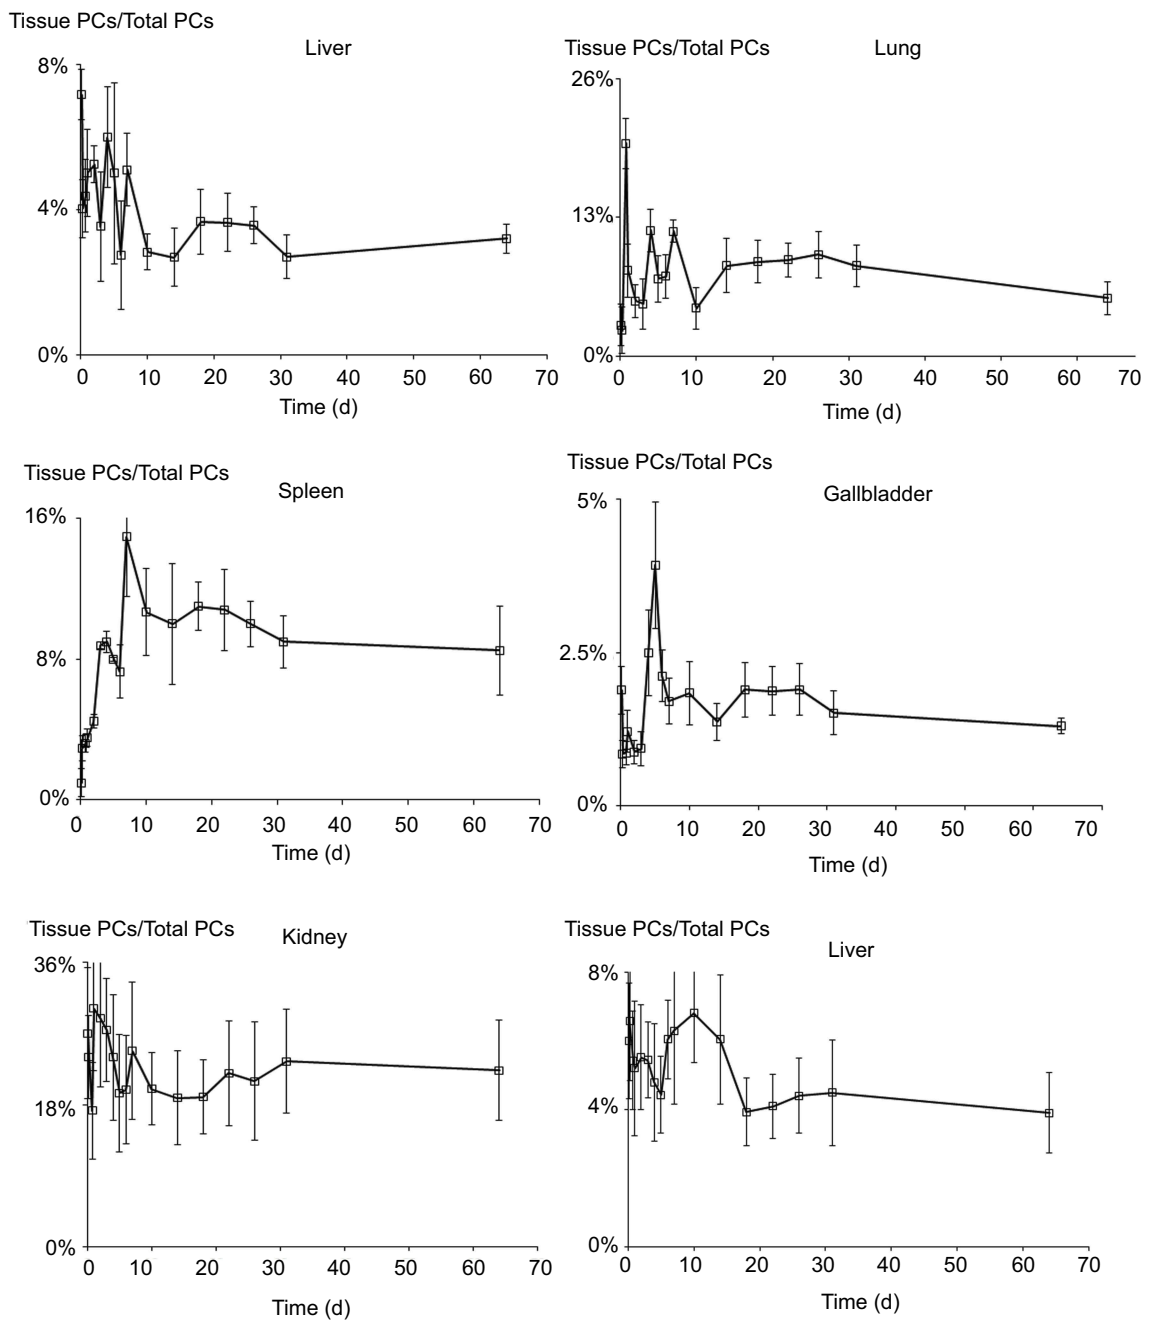 Tissue PCs/Total PCs
Liver
8%
4%
0%
0 10 20 30 40 50 60 70
Time (d)
Tissue PCs/Total PCs
Lung
26%
13%
0%
0 10 20 30 40 50 60 70
Time (d)
Tissue PCs/Total PCs
Spleen
16%
8%
0%
0 10 20 30 40 50 60 70
Time (d)
Tissue PCs/Total PCs
Gallbladder
5%
2.5%
0%
0 10 20 30 40 50 60 70
Time (d)
Tissue PCs/Total PCs
Kidney
36%
18%
0%
0 10 20 30 40 50 60 70
Time (d)
Tissue PCs/Total PCs
Liver
8%
4%
0%
0 10 20 30 40 50 60 70
Time (d)